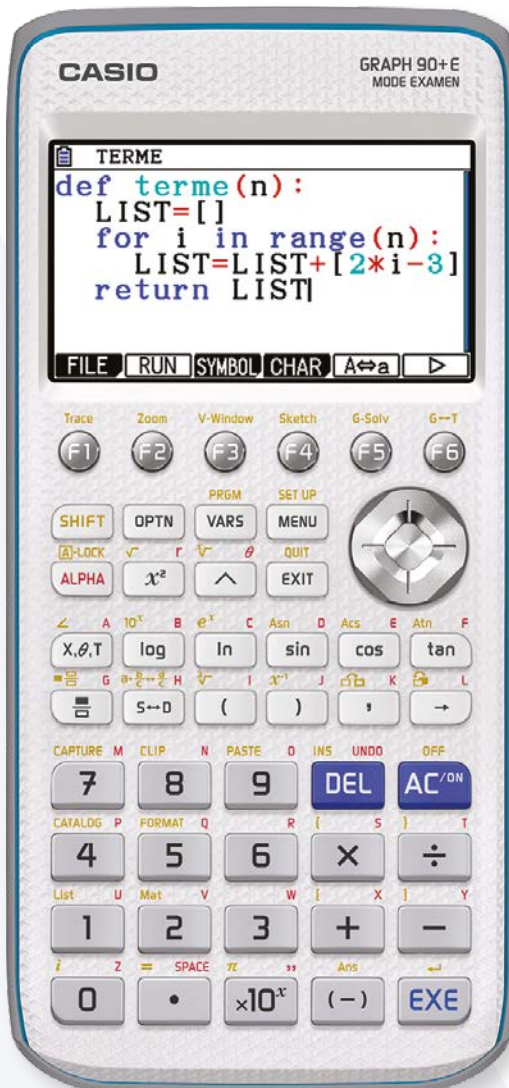 CASIO
GRAPH 90+E
MODE EXAMEN
TERME
def terme(n):
LIST=[]
for i in range(n):
LIST=LIST+[2*i-3]
return LIST
FILE RUN SYMBOL CHAR A⇔a ▷
Trace Zoom V-Window Sketch G-Solv G↔T
F1 F2 F3 F4 F5 F6
PRGM SET UP
SHIFT OPTN VARS MENU
A-LOCK √ r ∛ θ QUIT
ALPHA x² ^ EXIT
∠ A 10ˣ B eˣ C Asn D Acs E Atn F
X,θ,T log ln sin cos tan
G H ∛ I x⁻¹ J K L
S↔D ( ) , →
CAPTURE M CLIP N PASTE O INS UNDO OFF
7 8 9 DEL AC/ON
CATALOG P FORMAT Q R { S } T
4 5 6 × ÷
List U Mat V W [ X ] Y
1 2 3 + −
i Z = SPACE π " Ans ↵
0 • ×10ˣ (−) EXE